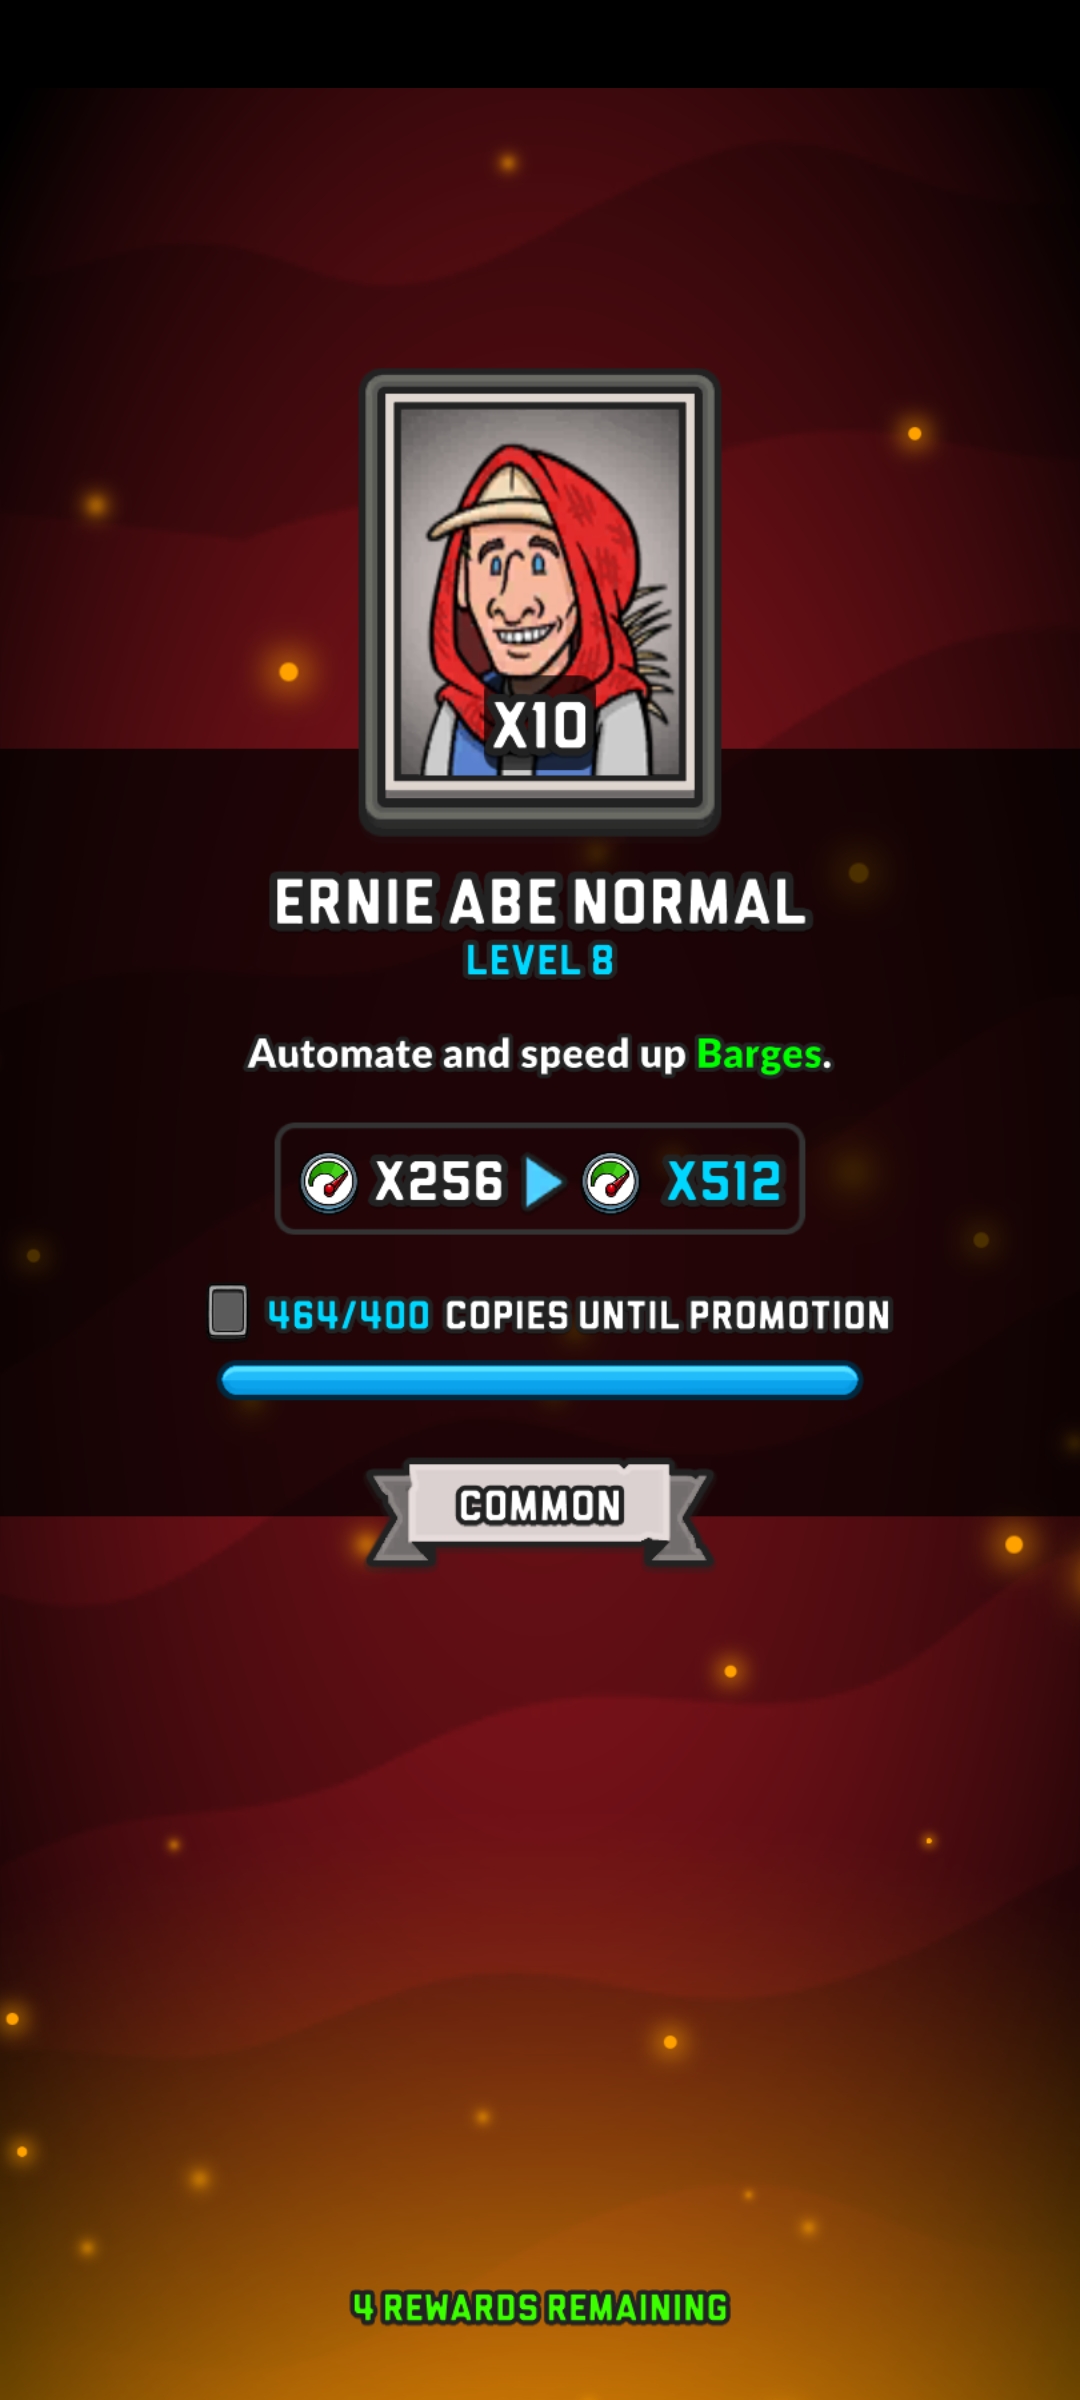 X10
ERNIE ABE NORMAL
LEVEL 8
Automate and speed up Barges.
X256 X512
464/400 COPIES UNTIL PROMOTION
COMMON
4 REWARDS REMAINING